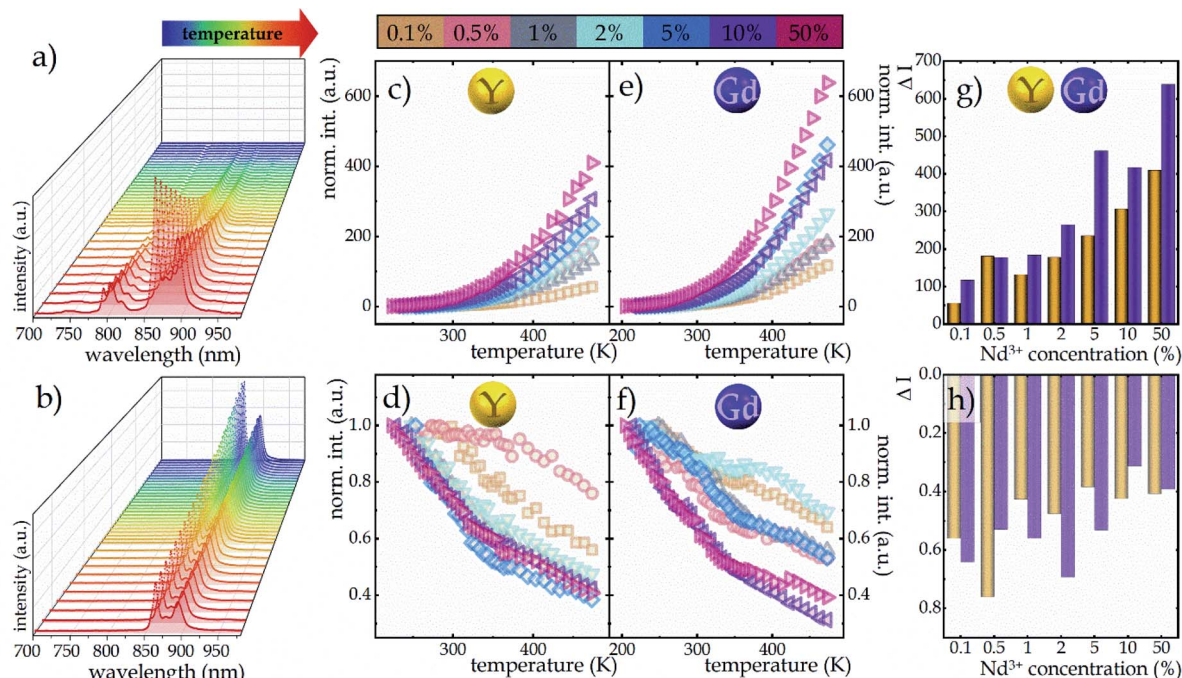 temperature
0.1% 0.5% 1% 2% 5% 10% 50%
a)
intensity (a.u.)
700 750 800 850 900 950
wavelength (nm)
b)
intensity (a.u.)
700 750 800 850 900 950
wavelength (nm)
c)
Y
norm. int. (a.u.)
600
400
200
0
300 400
temperature (K)
e)
Gd
norm. int. (a.u.)
600
400
200
0
200 300 400
temperature (K)
d)
Y
norm. int. (a.u.)
1.0
0.8
0.6
0.4
300 400
temperature (K)
f)
Gd
norm. int. (a.u.)
1.0
0.8
0.6
0.4
200 300 400
temperature (K)
g)
Y Gd
Δ I
700
600
500
400
300
200
100
0
0.1 0.5 1 2 5 10 50
Nd³⁺ concentration (%)
h)
Δ I
0.0
0.2
0.4
0.6
0.8
0.1 0.5 1 2 5 10 50
Nd³⁺ concentration (%)